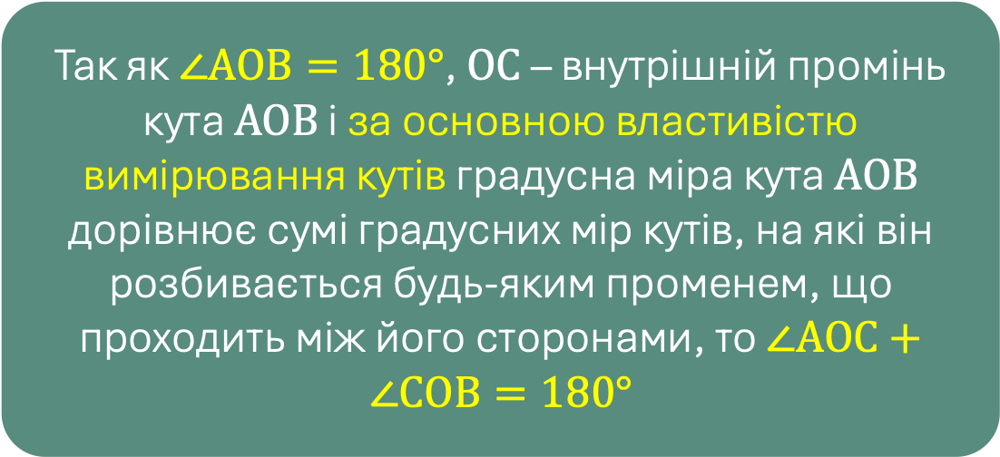 Так як ∠AOB = 180°, OC – внутрішній промінь
кута AOB і за основною властивістю
вимірювання кутів градусна міра кута AOB
дорівнює сумі градусних мір кутів, на які він
розбивається будь-яким променем, що
проходить між його сторонами, то ∠AOC +
∠COB = 180°